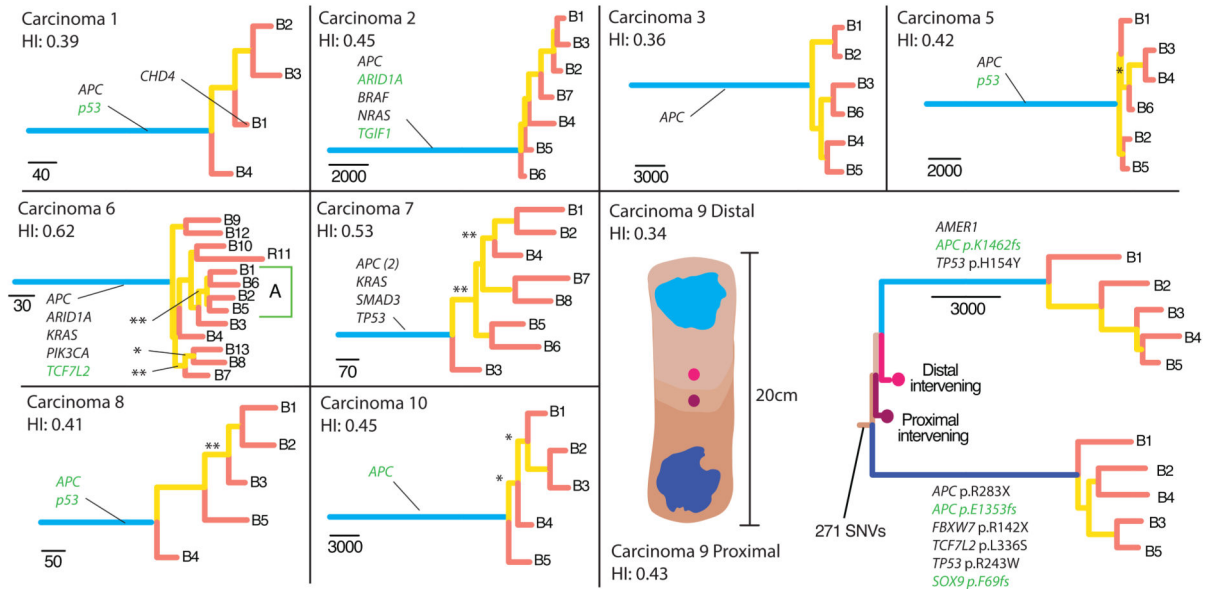 Carcinoma 1
HI: 0.39
APC
p53
CHD4
B2
B3
B1
B4
40
Carcinoma 2
HI: 0.45
APC
ARID1A
BRAF
NRAS
TGIF1
B1
B3
B2
B7
B4
B5
B6
2000
Carcinoma 3
HI: 0.36
APC
B1
B2
B3
B6
B4
B5
3000
Carcinoma 5
HI: 0.42
APC
p53
*
B1
B3
B4
B6
B2
B5
2000
Carcinoma 6
HI: 0.62
APC
ARID1A
KRAS
PIK3CA
TCF7L2
**
*
**
B9
B12
B10
R11
B1
B6
B2
B5
A
B3
B4
B13
B8
B7
30
Carcinoma 7
HI: 0.53
APC (2)
KRAS
SMAD3
TP53
**
**
B1
B2
B4
B7
B8
B5
B6
B3
70
Carcinoma 8
HI: 0.41
APC
p53
**
B1
B2
B3
B5
B4
50
Carcinoma 10
HI: 0.45
APC
*
*
B1
B2
B3
B4
B5
3000
Carcinoma 9 Distal
HI: 0.34
20cm
Carcinoma 9 Proximal
HI: 0.43
AMER1
APC p.K1462fs
TP53 p.H154Y
3000
B1
B2
B3
B4
B5
Distal
intervening
Proximal
intervening
271 SNVs
B1
B2
B4
B3
B5
APC p.R283X
APC p.E1353fs
FBXW7 p.R142X
TCF7L2 p.L336S
TP53 p.R243W
SOX9 p.F69fs